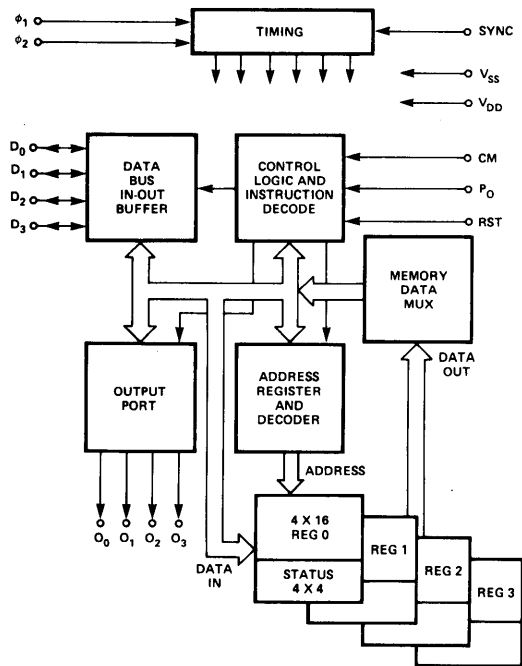 ϕ1
ϕ2
TIMING
SYNC
VSS
VDD
D0
D1
D2
D3
DATA
BUS
IN-OUT
BUFFER
CONTROL
LOGIC AND
INSTRUCTION
DECODE
CM
PO
RST
MEMORY
DATA
MUX
DATA
OUT
OUTPUT
PORT
ADDRESS
REGISTER
AND
DECODER
ADDRESS
O0
O1
O2
O3
DATA
IN
4 X 16
REG 0
STATUS
4 X 4
REG 1
REG 2
REG 3